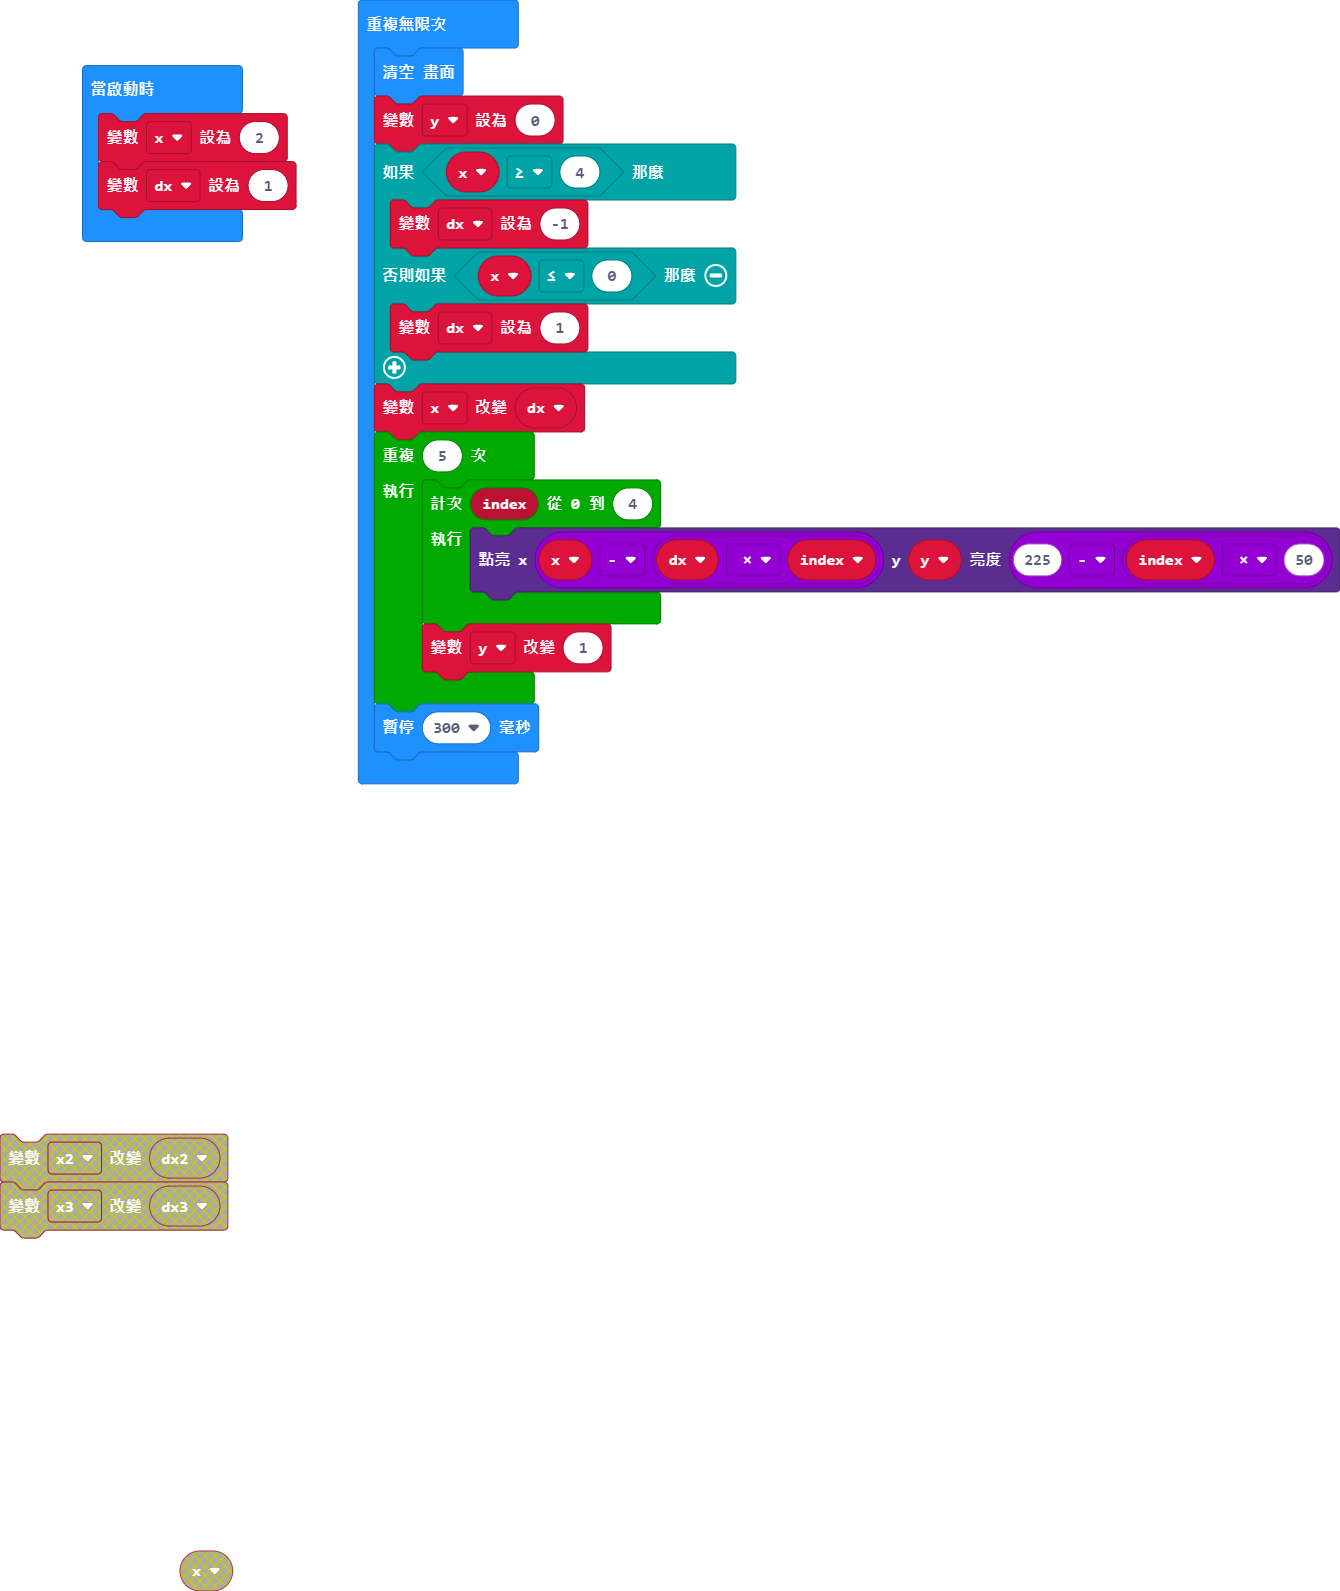 當啟動時
變數 x 設為 2
變數 dx 設為 1
重複無限次
清空 畫面
變數 y 設為 0
如果 x ≥ 4 那麼
變數 dx 設為 -1
否則如果 x ≤ 0 那麼
變數 dx 設為 1
變數 x 改變 dx
重複 5 次
執行
計次 index 從 0 到 4
執行
點亮 x x - dx × index y y 亮度 225 - index × 50
變數 y 改變 1
暫停 300 毫秒
變數 x2 改變 dx2
變數 x3 改變 dx3
x